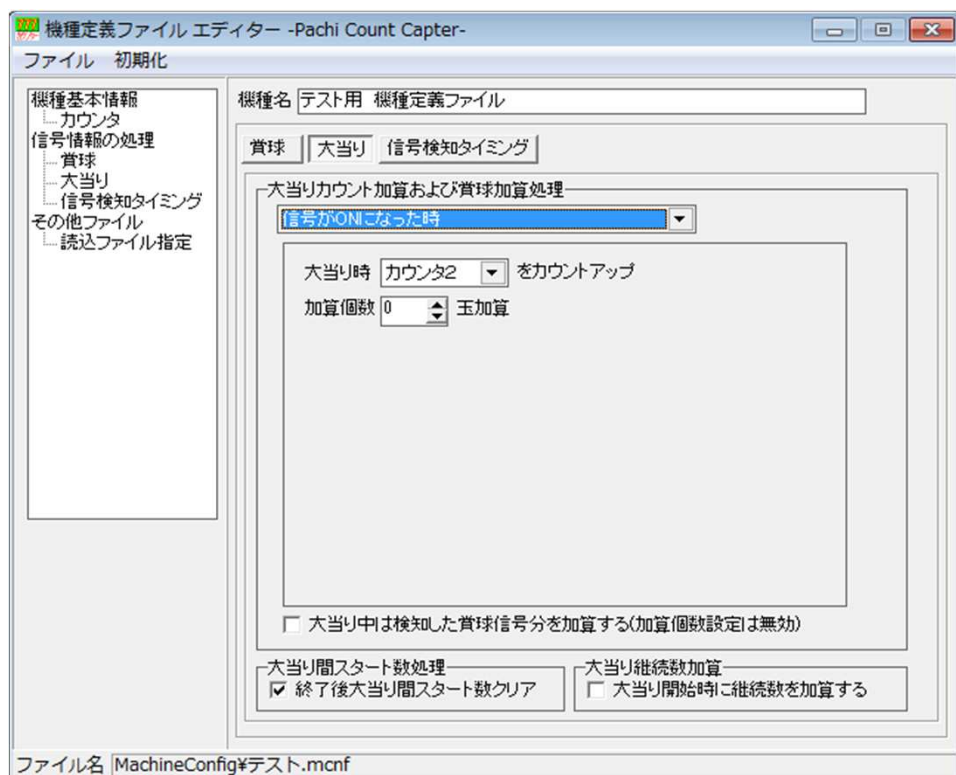 機種定義ファイル エディター -Pachi Count Capter-
ファイル 初期化
機種基本情報
カウンタ
信号情報の処理
賞球
大当り
信号検知タイミング
その他ファイル
読込ファイル指定
機種名 テスト用 機種定義ファイル
賞球 大当り 信号検知タイミング
大当りカウント加算および賞球加算処理
信号がONになった時
大当り時 カウンタ2 をカウントアップ
加算個数 0 玉加算
大当り中は検知した賞球信号分を加算する(加算個数設定は無効)
大当り間スタート数処理
終了後大当り間スタート数クリア
大当り継続数加算
大当り開始時に継続数を加算する
ファイル名 MachineConfig¥テスト.mcnf